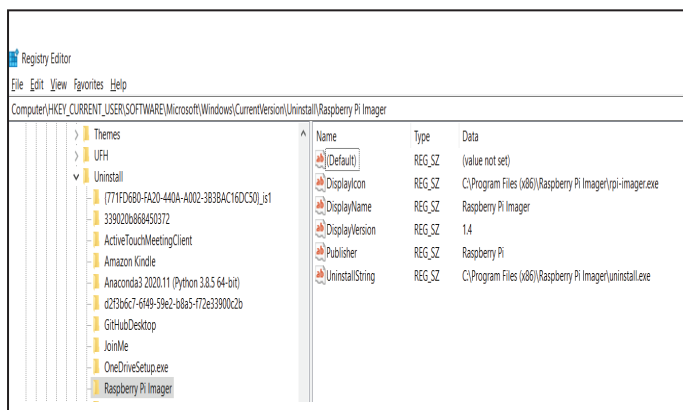 Registry Editor
File Edit View Favorites Help
Computer\HKEY_CURRENT_USER\SOFTWARE\Microsoft\Windows\CurrentVersion\Uninstall\Raspberry Pi Imager
Themes
UFH
Uninstall
{771FD6B0-FA20-440A-A002-3B3BAC16DC50}_is1
339020b868450372
ActiveTouchMeetingClient
Amazon Kindle
Anaconda3 2020.11 (Python 3.8.5 64-bit)
d2f3b6c7-6f49-59e2-b8a5-f72e33900c2b
GitHubDesktop
JoinMe
OneDriveSetup.exe
Raspberry Pi Imager
Name Type Data
(Default) REG_SZ (value not set)
DisplayIcon REG_SZ C:\Program Files (x86)\Raspberry Pi Imager\rpi-imager.exe
DisplayName REG_SZ Raspberry Pi Imager
DisplayVersion REG_SZ 1.4
Publisher REG_SZ Raspberry Pi
UninstallString REG_SZ C:\Program Files (x86)\Raspberry Pi Imager\uninstall.exe